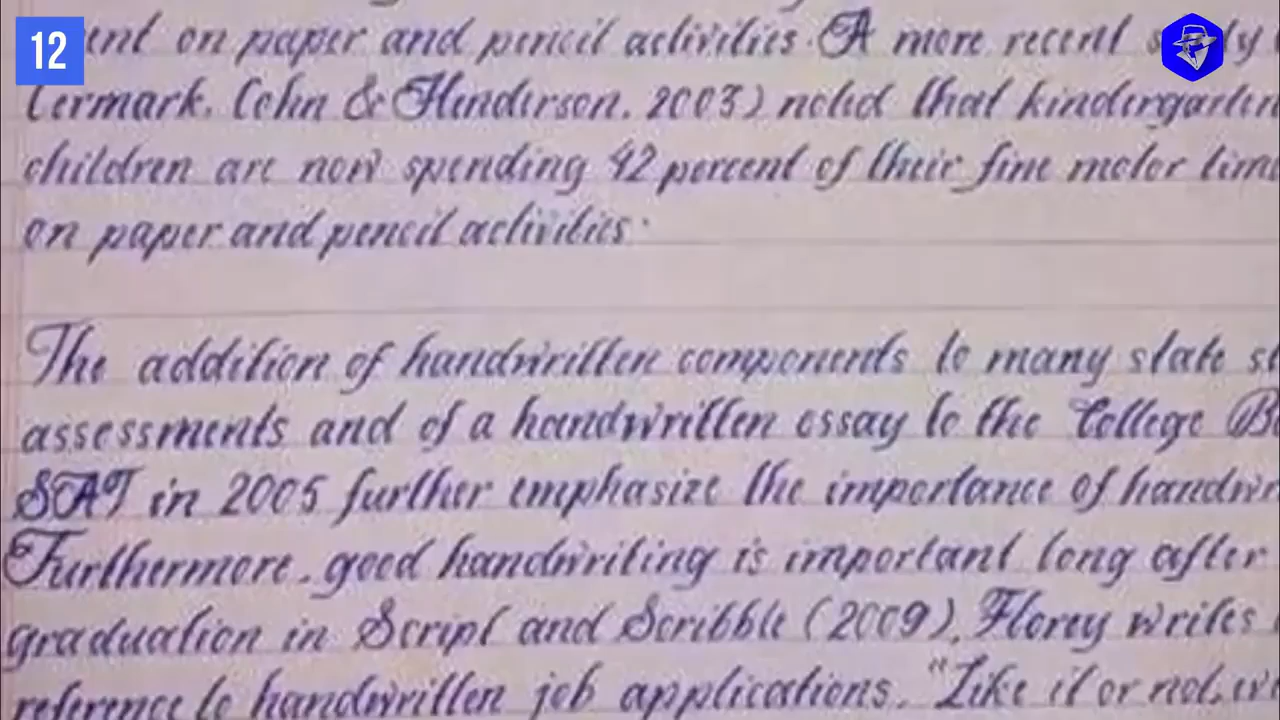 12
on paper and pencil activities. A more recent
Cermark, Cohn & Henderson, 2003) noted that kindergarten
children are now spending 42 percent of their fine motor time
on paper and pencil activities.
The addition of handwritten components to many state
assessments and of a handwritten essay to the College
SAT in 2005 further emphasize the importance of
Furthermore, good handwriting is important long after
graduation in Script and Scribble (2009), Florey writes
reference to handwritten job applications, "Like it or not,